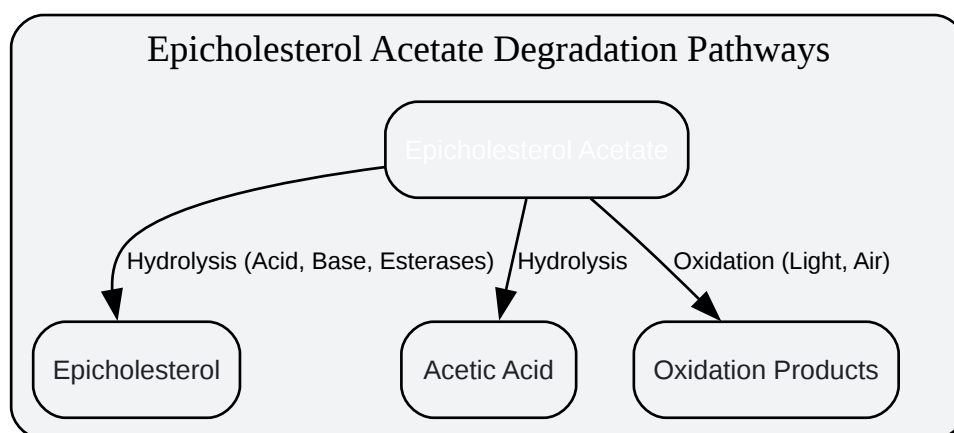 Epicholesterol Acetate Degradation Pathways
Epicholesterol Acetate
Hydrolysis (Acid, Base, Esterases)
Hydrolysis
Oxidation (Light, Air)
Epicholesterol
Acetic Acid
Oxidation Products